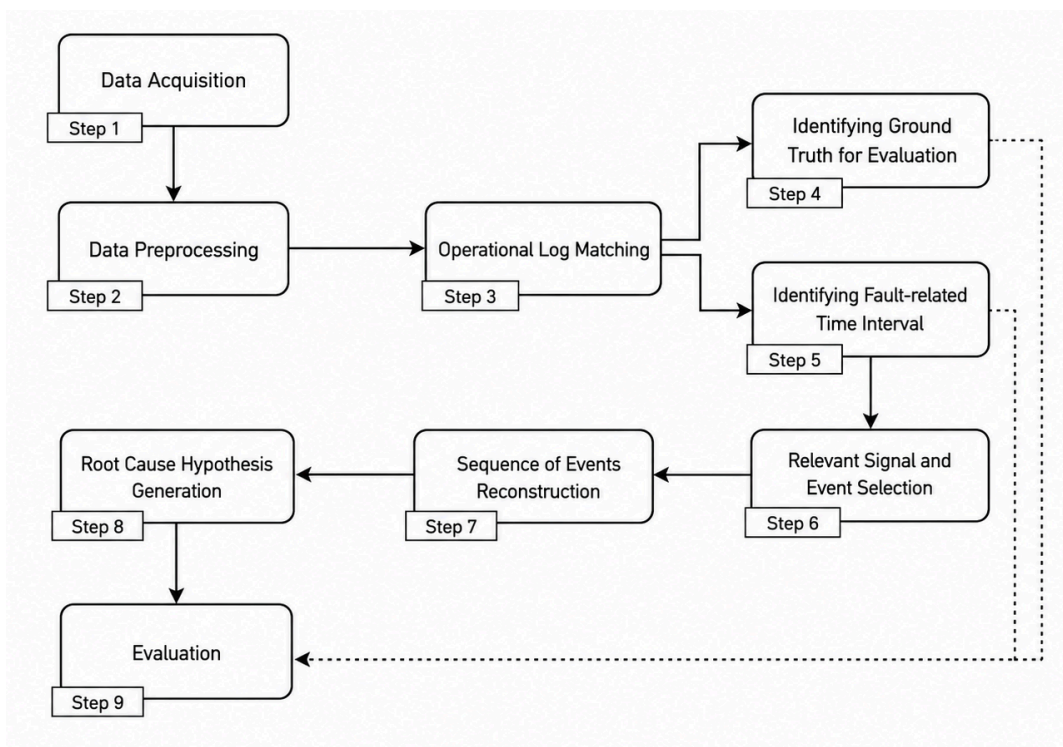 Data Acquisition
Step 1
Data Preprocessing
Step 2
Operational Log Matching
Step 3
Identifying Ground
Truth for Evaluation
Step 4
Identifying Fault-related
Time Interval
Step 5
Relevant Signal and
Event Selection
Step 6
Sequence of Events
Reconstruction
Step 7
Root Cause Hypothesis
Generation
Step 8
Evaluation
Step 9